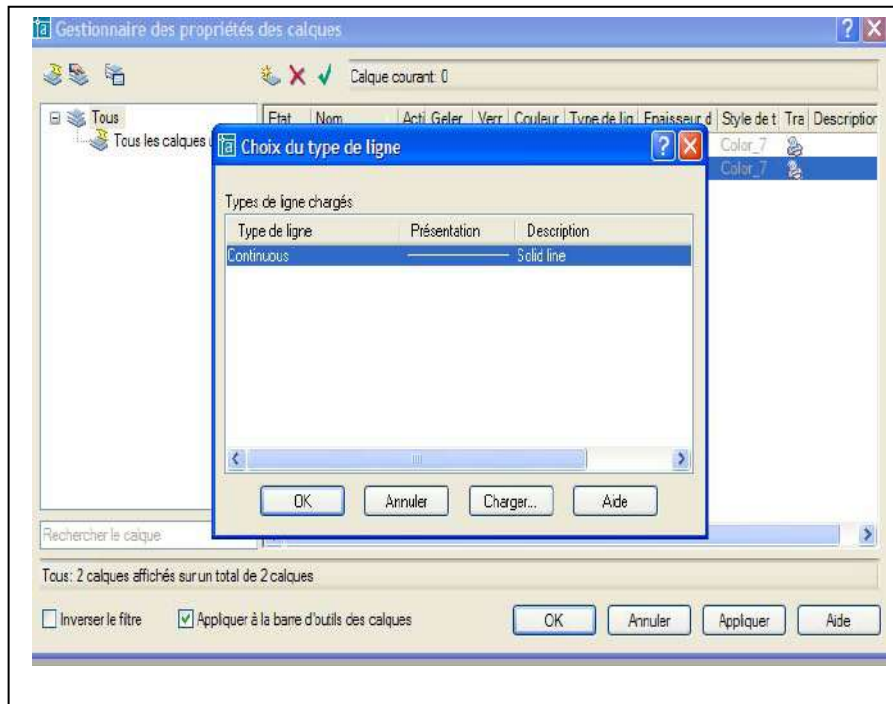 Gestionnaire des propriétés des calques
Calque courant: 0
Tous
Tous les calques
Etat Nom Acti Geler Verr Couleur Type de lig Epaisseur d Style de t Tra Description
Color_7
Color_7
Choix du type de ligne
Types de ligne chargés
Type de ligne Présentation Description
Continuous Solid line
OK Annuler Charger... Aide
Rechercher le calque
Tous: 2 calques affichés sur un total de 2 calques
Inverser le filtre Appliquer à la barre d'outils des calques OK Annuler Appliquer Aide